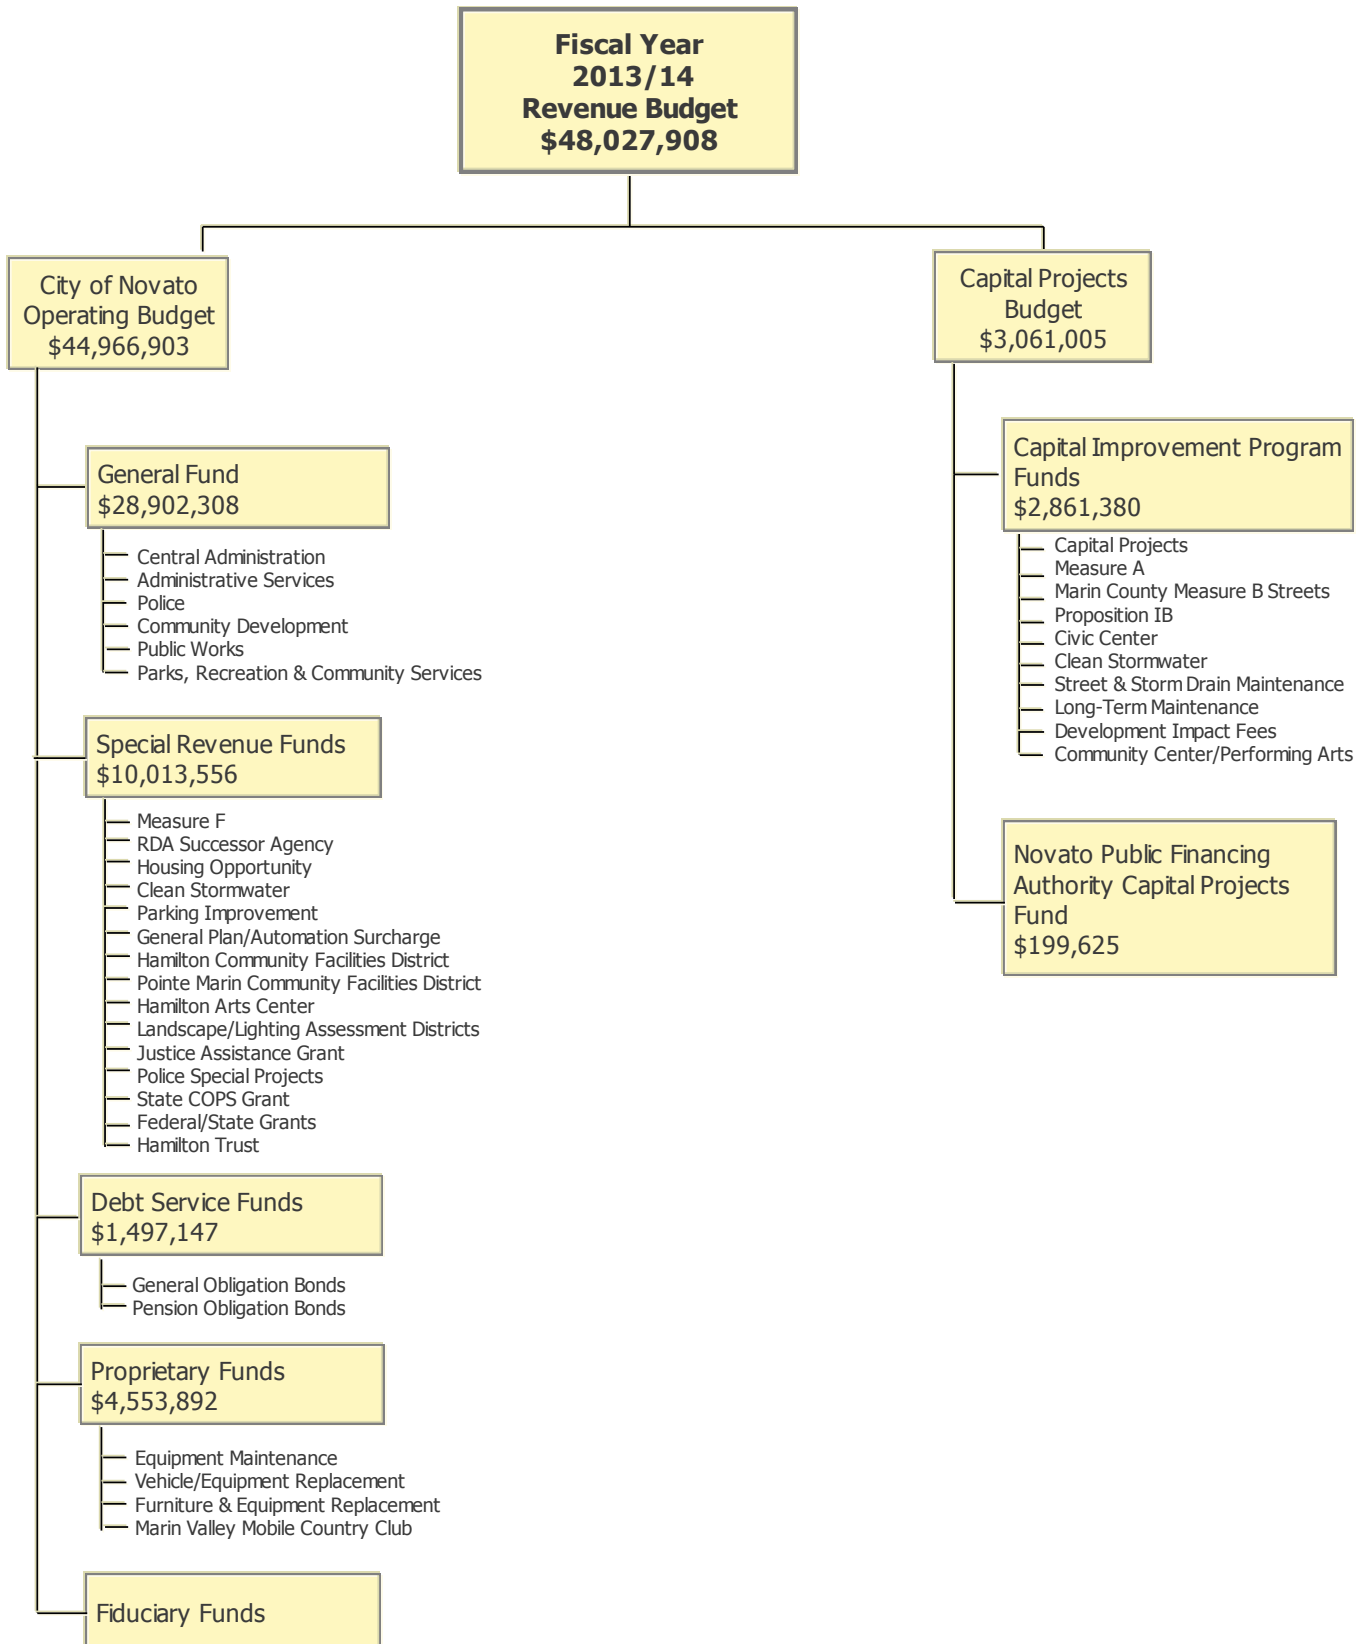 Fiscal Year
2013/14
Revenue Budget
$48,027,908
City of Novato
Operating Budget
$44,966,903
General Fund
$28,902,308
Central Administration
Administrative Services
Police
Community Development
Public Works
Parks, Recreation & Community Services
Special Revenue Funds
$10,013,556
Measure F
RDA Successor Agency
Housing Opportunity
Clean Stormwater
Parking Improvement
General Plan/Automation Surcharge
Hamilton Community Facilities District
Pointe Marin Community Facilities District
Hamilton Arts Center
Landscape/Lighting Assessment Districts
Justice Assistance Grant
Police Special Projects
State COPS Grant
Federal/State Grants
Hamilton Trust
Debt Service Funds
$1,497,147
General Obligation Bonds
Pension Obligation Bonds
Proprietary Funds
$4,553,892
Equipment Maintenance
Vehicle/Equipment Replacement
Furniture & Equipment Replacement
Marin Valley Mobile Country Club
Fiduciary Funds
Capital Projects
Budget
$3,061,005
Capital Improvement Program
Funds
$2,861,380
Capital Projects
Measure A
Marin County Measure B Streets
Proposition IB
Civic Center
Clean Stormwater
Street & Storm Drain Maintenance
Long-Term Maintenance
Development Impact Fees
Community Center/Performing Arts
Novato Public Financing
Authority Capital Projects
Fund
$199,625